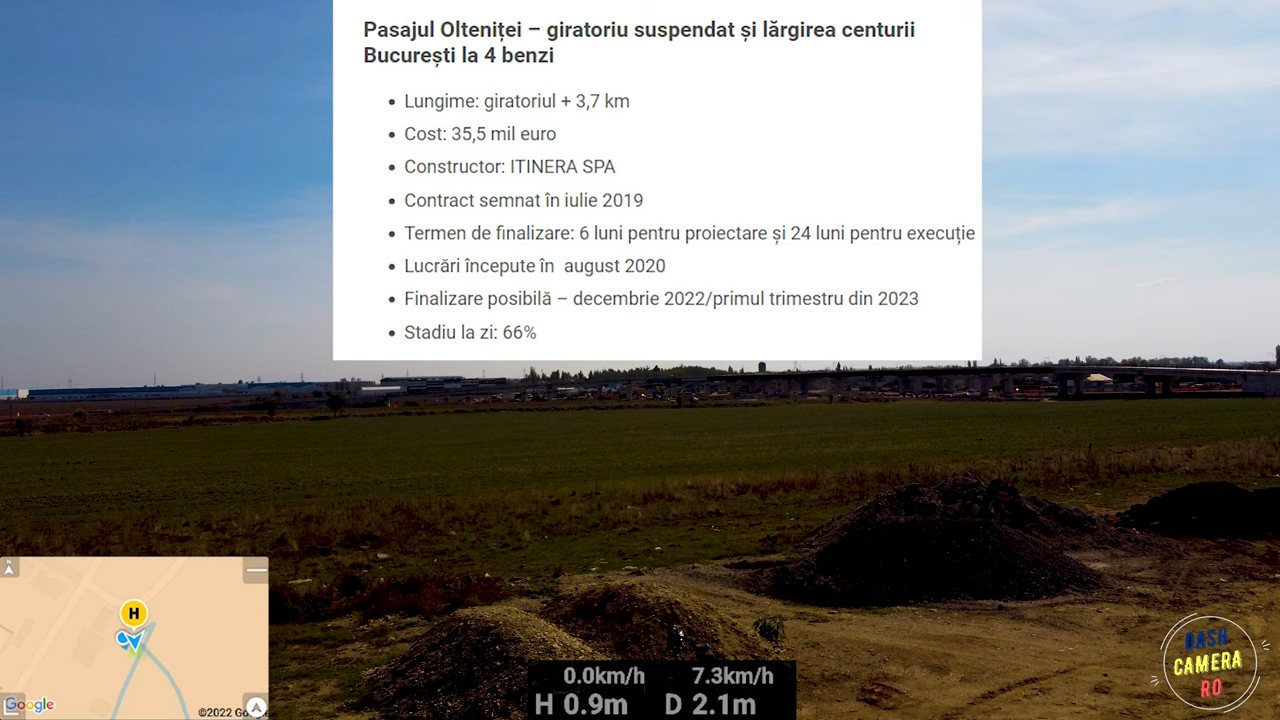 Pasajul Olteniței – giratoriu suspendat și lărgirea centurii
București la 4 benzi
• Lungime: giratoriul + 3,7 km
• Cost: 35,5 mil euro
• Constructor: ITINERA SPA
• Contract semnat în iulie 2019
• Termen de finalizare: 6 luni pentru proiectare și 24 luni pentru execuție
• Lucrări începute în august 2020
• Finalizare posibilă – decembrie 2022/primul trimestru din 2023
• Stadiu la zi: 66%
N
H
Google
©2022
0.0km/h 7.3km/h
H 0.9m D 2.1m
DASH
CAMERA
RO